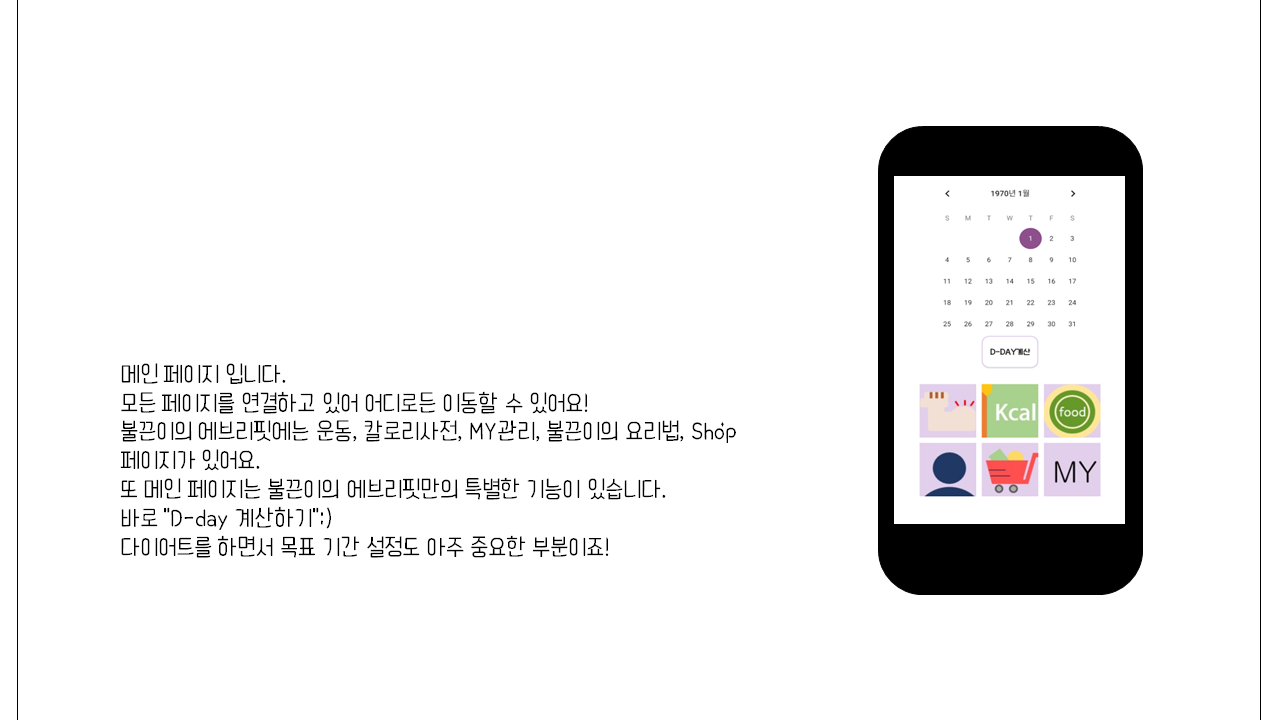 메인 페이지 입니다.
모든 페이지를 연결하고 있어 어디로든 이동할 수 있어요!
불끈이의 에브리핏에는 운동, 칼로리사전, MY관리, 불끈이의 요리법, Shop
페이지가 있어요.
또 메인 페이지는 불끈이의 에브리핏만의 특별한 기능이 있습니다.
바로 "D-day 계산하기":)
다이어트를 하면서 목표 기간 설정도 아주 중요한 부분이죠!
1970년 1월
S M T W T F S
1 2 3
4 5 6 7 8 9 10
11 12 13 14 15 16 17
18 19 20 21 22 23 24
25 26 27 28 29 30 31
D-DAY계산
Kcal food
MY